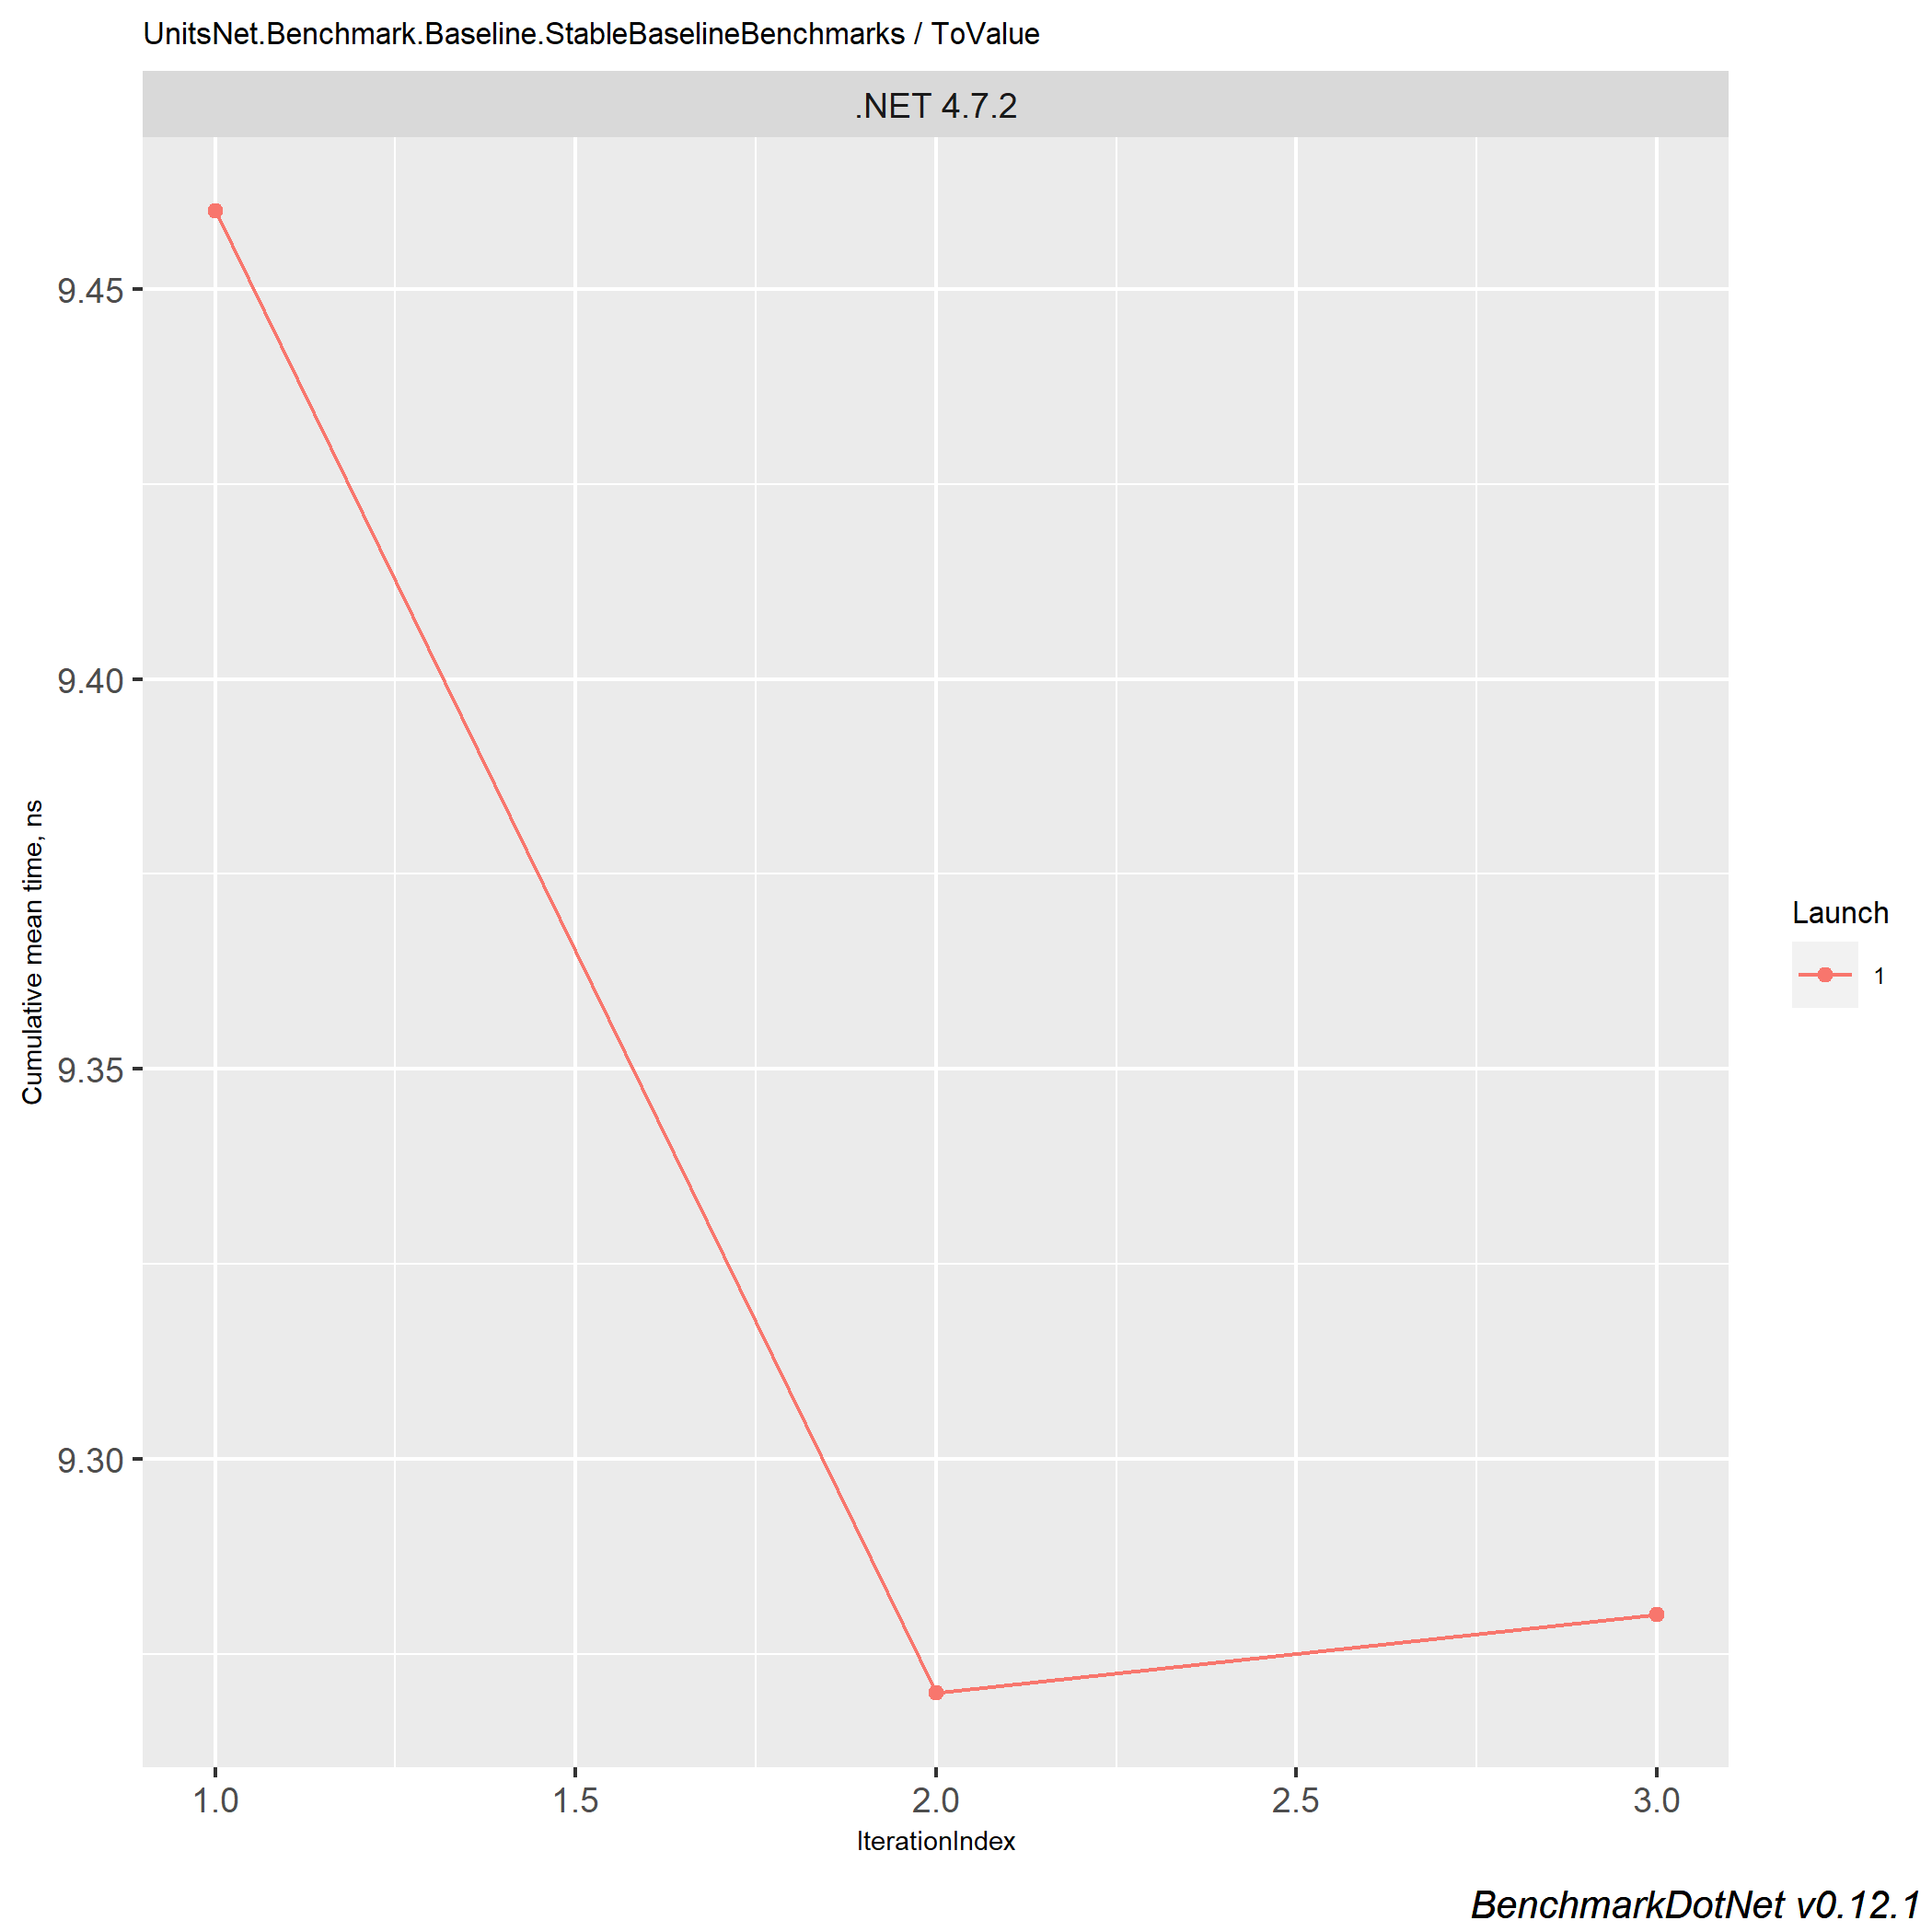 UnitsNet.Benchmark.Baseline.StableBaselineBenchmarks / ToValue
.NET 4.7.2
9.45
9.40
9.35
9.30
Cumulative mean time, ns
1.0 1.5 2.0 2.5 3.0
IterationIndex
Launch
1
BenchmarkDotNet v0.12.1